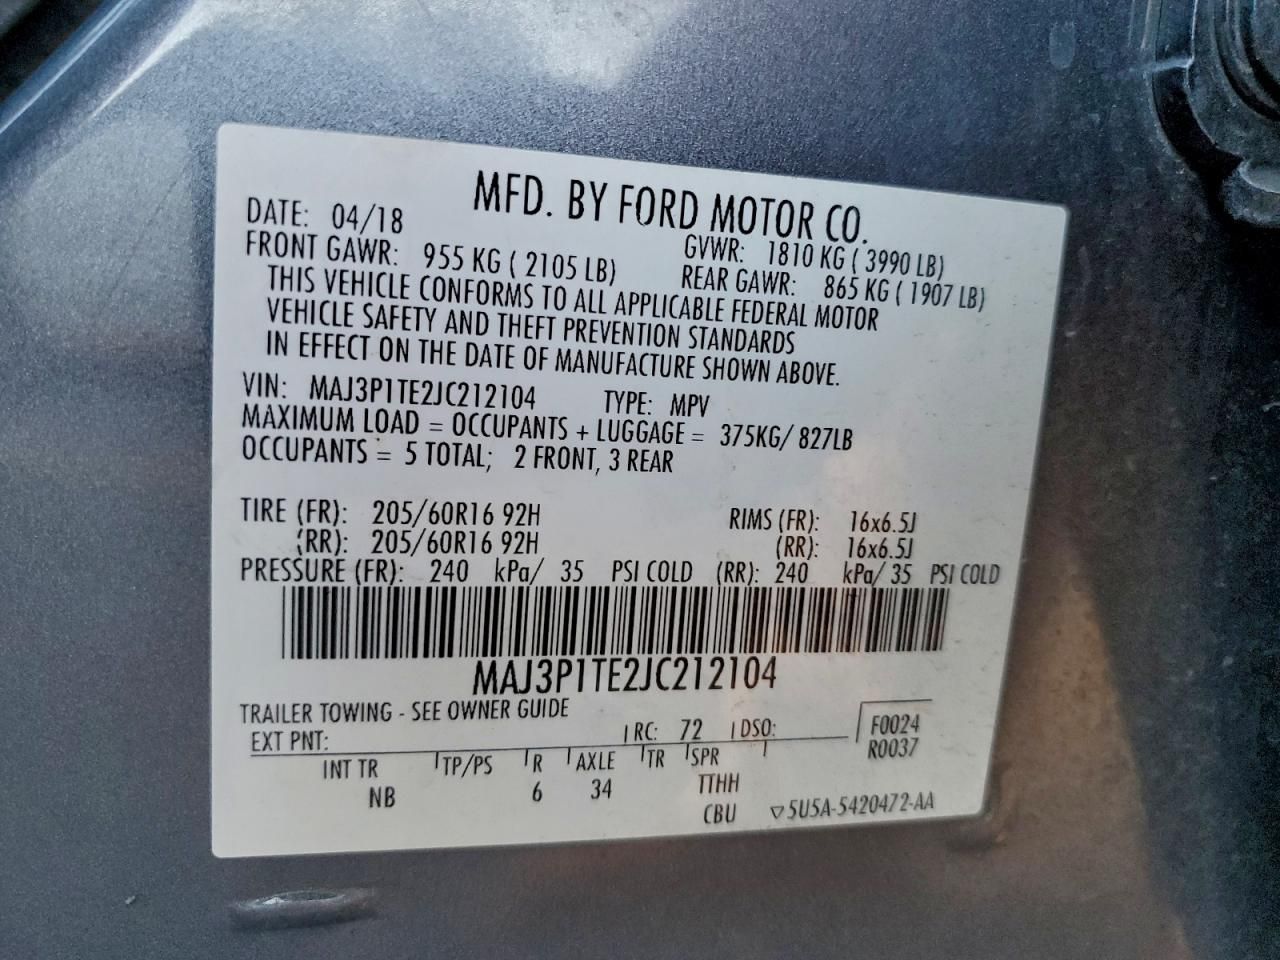 MFD. BY FORD MOTOR CO.
DATE: 04/18 GVWR: 1810 KG ( 3990 LB)
FRONT GAWR: 955 KG ( 2105 LB) REAR GAWR: 865 KG ( 1907 LB)
THIS VEHICLE CONFORMS TO ALL APPLICABLE FEDERAL MOTOR
VEHICLE SAFETY AND THEFT PREVENTION STANDARDS
IN EFFECT ON THE DATE OF MANUFACTURE SHOWN ABOVE.
VIN: MAJ3P1TE2JC212104 TYPE: MPV
MAXIMUM LOAD = OCCUPANTS + LUGGAGE = 375KG/ 827LB
OCCUPANTS = 5 TOTAL; 2 FRONT, 3 REAR
TIRE (FR): 205/60R16 92H RIMS (FR): 16x6.5J
(RR): 205/60R16 92H (RR): 16x6.5J
PRESSURE (FR): 240 kPa/ 35 PSI COLD (RR): 240 kPa/ 35 PSI COLD
MAJ3P1TE2JC212104
TRAILER TOWING - SEE OWNER GUIDE
EXT PNT: RC: 72 DSO: F0024
R0037
INT TR TP/PS R AXLE TR SPR
NB 6 34 TTHH
CBU ▽5U5A-5420472-AA